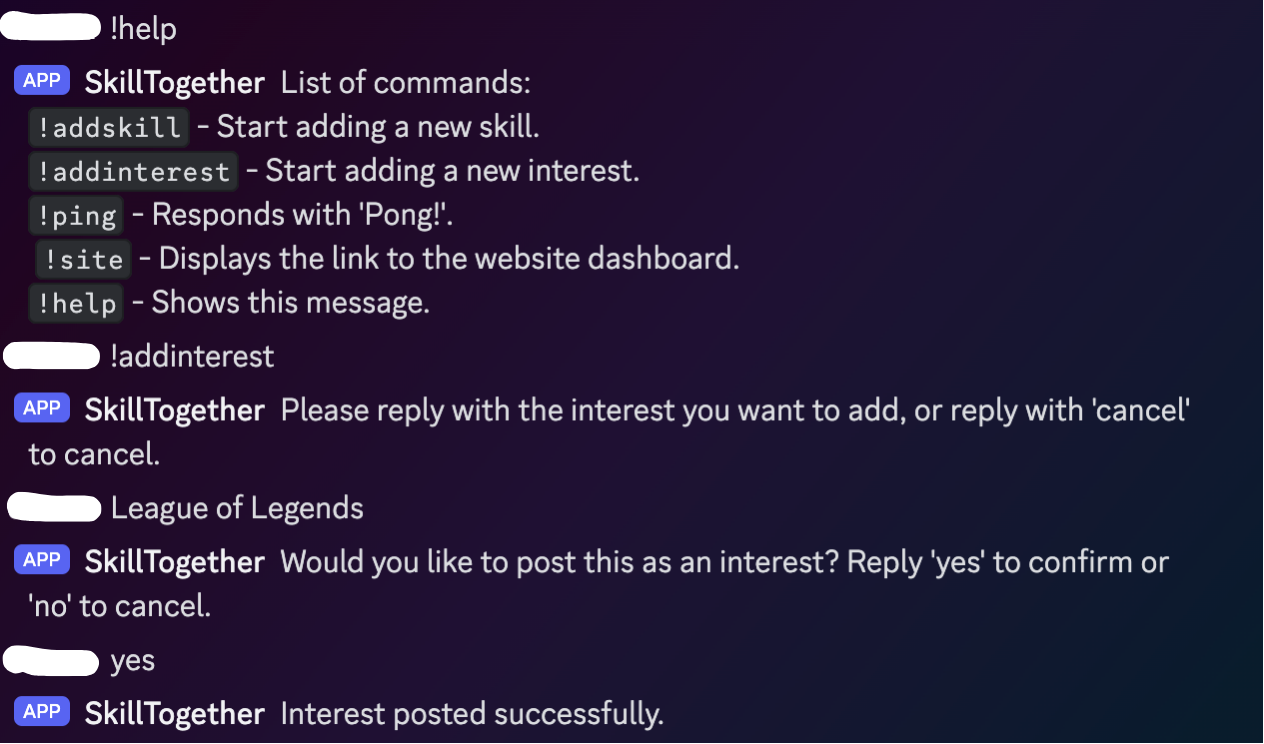 !help
APP SkillTogether List of commands:
!addskill - Start adding a new skill.
!addinterest - Start adding a new interest.
!ping - Responds with 'Pong!'.
!site - Displays the link to the website dashboard.
!help - Shows this message.
!addinterest
APP SkillTogether Please reply with the interest you want to add, or reply with 'cancel'
to cancel.
League of Legends
APP SkillTogether Would you like to post this as an interest? Reply 'yes' to confirm or
'no' to cancel.
yes
APP SkillTogether Interest posted successfully.